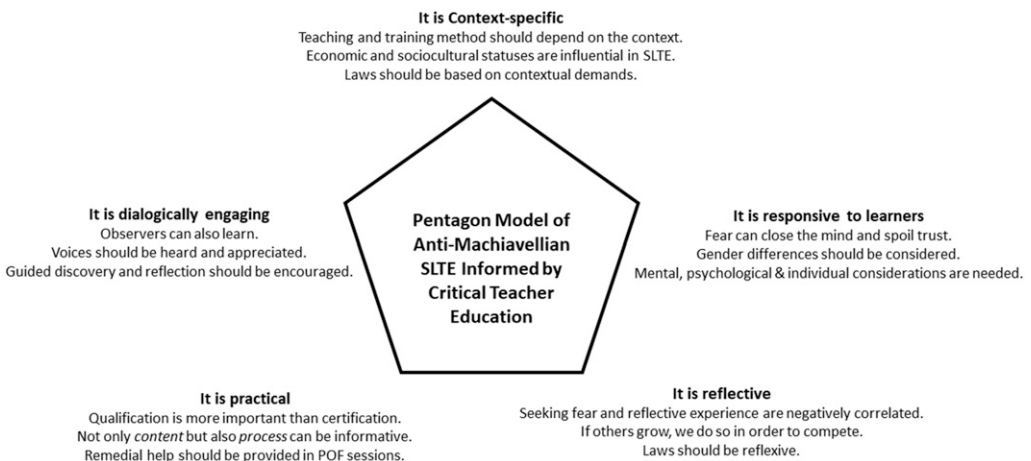 It is Context-specific
Teaching and training method should depend on the context.
Economic and sociocultural statuses are influential in SLTE.
Laws should be based on contextual demands.
It is dialogically engaging
Observers can also learn.
Voices should be heard and appreciated.
Guided discovery and reflection should be encouraged.
Pentagon Model of
Anti-Machiavellian
SLTE Informed by
Critical Teacher
Education
It is responsive to learners
Fear can close the mind and spoil trust.
Gender differences should be considered.
Mental, psychological & individual considerations are needed.
It is practical
Qualification is more important than certification.
Not only content but also process can be informative.
Remedial help should be provided in POF sessions.
It is reflective
Seeking fear and reflective experience are negatively correlated.
If others grow, we do so in order to compete.
Laws should be reflexive.